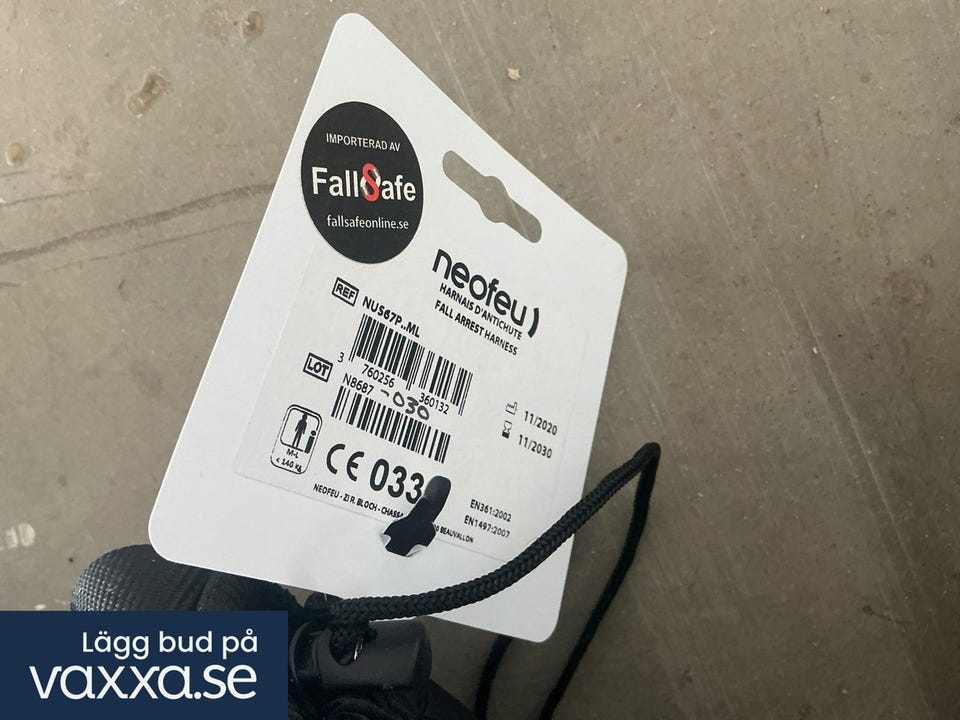 IMPORTERAD AV
FallSafe
fallsafeonline.se
neofeu
HARNAIS D'ANTICHUTE
FALL ARREST HARNESS
REF NUS67P..ML
3 760256 360132
LOT N8687 -030
11/2020
11/2030
M-L
< 140 Kg
CE 033
EN361:2002
EN1497:2007
NEOFEU - ZI R. BLOCH - BEAUVALLON
Lägg bud på
vaxxa.se